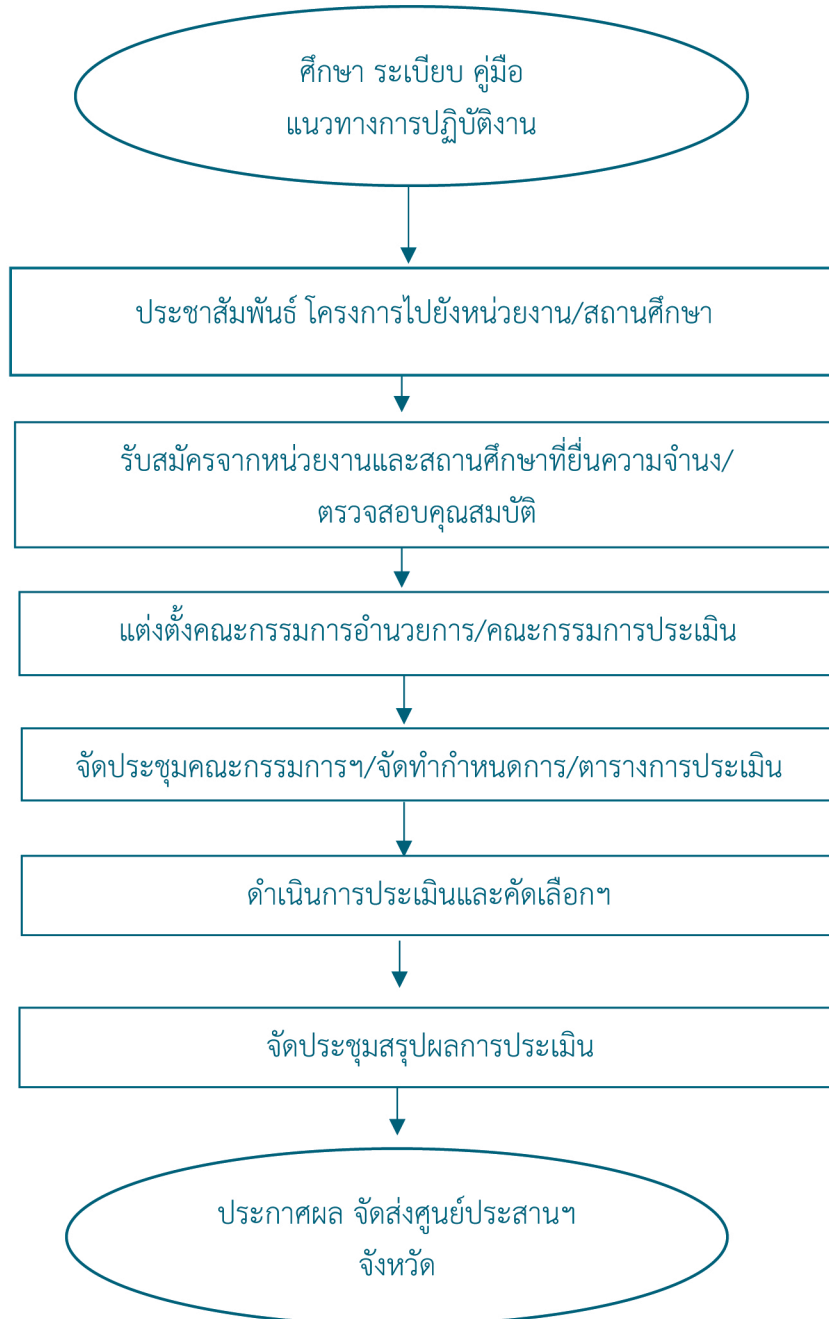 ศึกษา ระเบียบ คู่มือ
แนวทางการปฏิบัติงาน
ประชาสัมพันธ์ โครงการไปยังหน่วยงาน/สถานศึกษา
รับสมัครจากหน่วยงานและสถานศึกษาที่ยื่นความจำนง/
ตรวจสอบคุณสมบัติ
แต่งตั้งคณะกรรมการอำนวยการ/คณะกรรมการประเมิน
จัดประชุมคณะกรรมการฯ/จัดทำกำหนดการ/ตารางการประเมิน
ดำเนินการประเมินและคัดเลือกฯ
จัดประชุมสรุปผลการประเมิน
ประกาศผล จัดส่งศูนย์ประสานฯ
จังหวัด